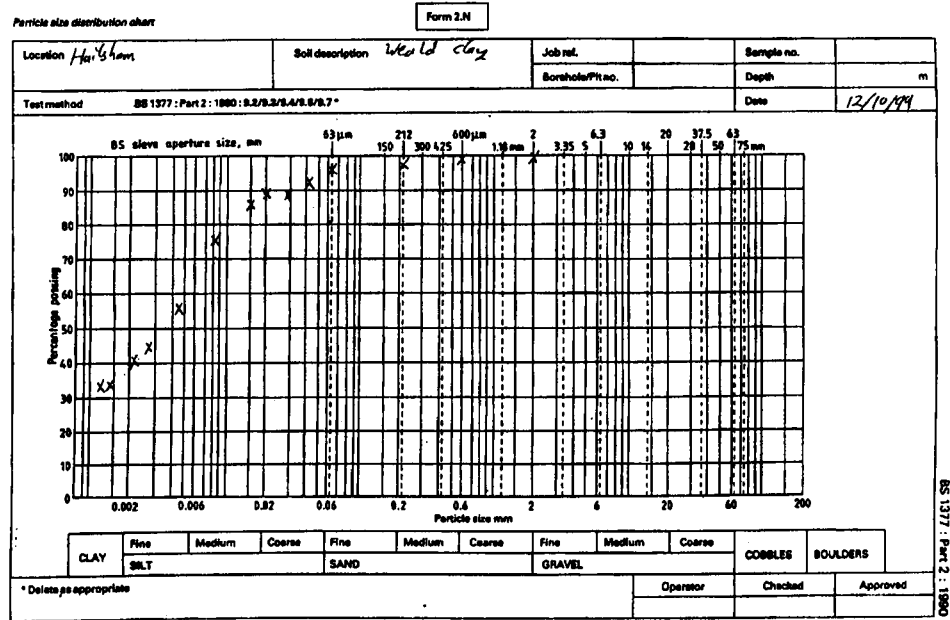 Form 2.N
Particle size distribution chart
Location Hailsham Soil description Weald clay Job ref. Sample no.
Borehole/Pit no. Depth m
Test method BS 1377 : Part 2 : 1990 : 9.2/9.3/9.4/9.5/9.7 * Date 12/10/99
BS sieve aperture size, mm
63 µm 212 600 µm 2 6.3 20 37.5 63
150 300 425 1.18 mm 3.35 5 10 14 28 50 75 mm
100
90
80
70
60
50
40
30
20
10
0
Percentage passing
0.002 0.006 0.02 0.06 0.2 0.6 2 6 20 60 200
Particle size mm
CLAY Fine Medium Coarse Fine Medium Coarse Fine Medium Coarse COBBLES BOULDERS
SILT SAND GRAVEL
* Delete as appropriate Operator Checked Approved
BS 1377 : Part 2 : 1990